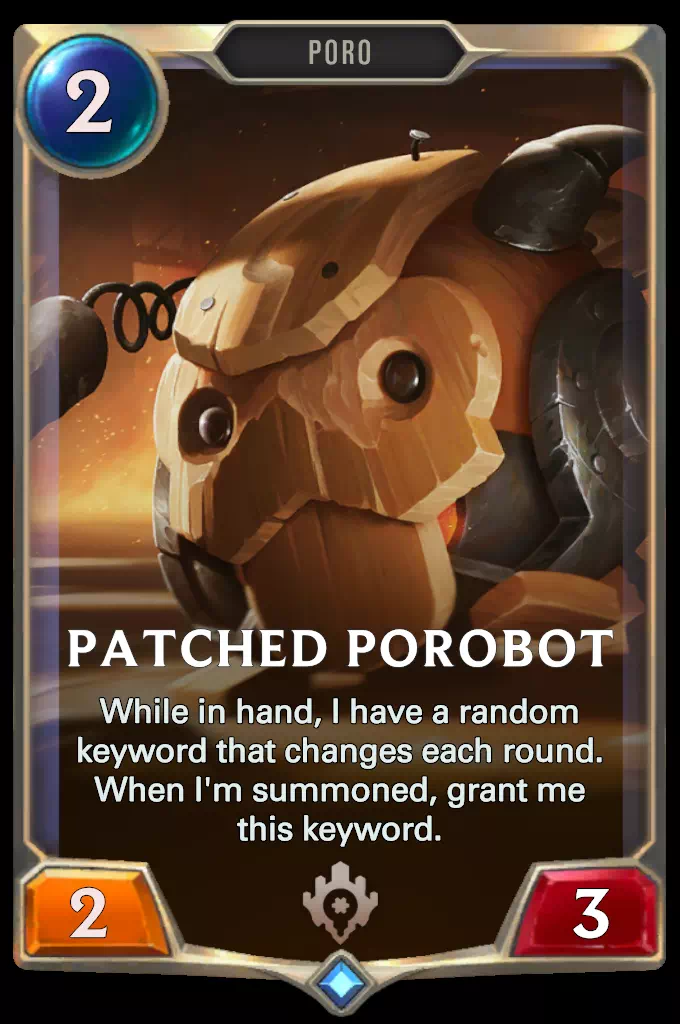 PORO
2
PATCHED POROBOT
While in hand, I have a random
keyword that changes each round.
When I'm summoned, grant me
this keyword.
2
3